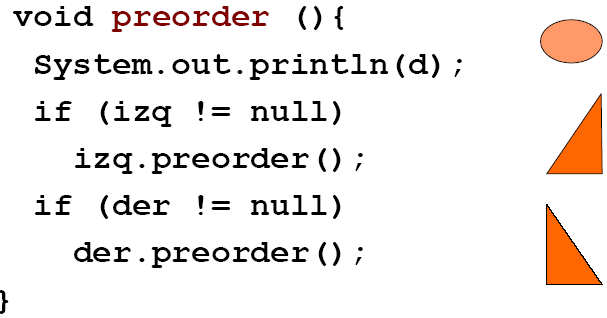 void preorder (){
System.out.println(d);
if (izq != null)
izq.preorder();
if (der != null)
der.preorder();
}